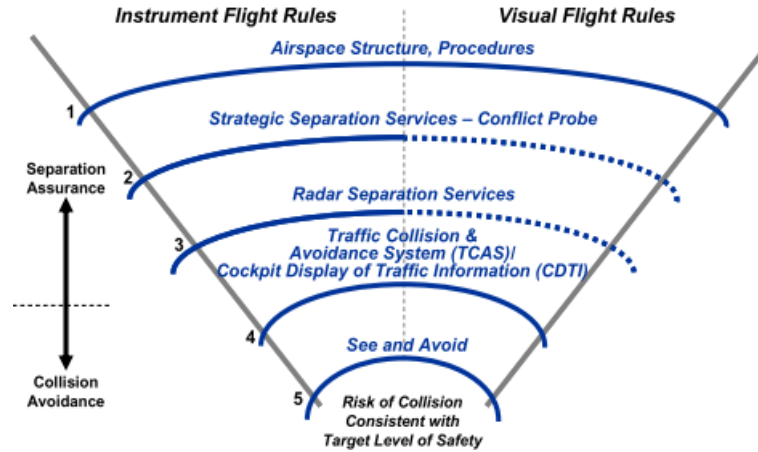 Instrument Flight Rules
Visual Flight Rules
Airspace Structure, Procedures
1
Strategic Separation Services – Conflict Probe
Separation
Assurance
2
Radar Separation Services
3
Traffic Collision &
Avoidance System (TCAS)/
Cockpit Display of Traffic Information (CDTI)
4
See and Avoid
Collision
Avoidance
5
Risk of Collision
Consistent with
Target Level of Safety